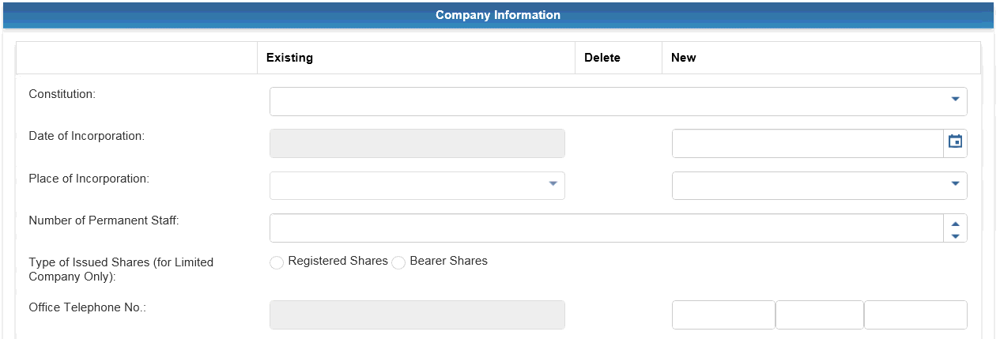 Company Information
Existing Delete New
Constitution:
Date of Incorporation:
Place of Incorporation:
Number of Permanent Staff:
Type of Issued Shares (for Limited
Company Only):
Registered Shares Bearer Shares
Office Telephone No.: